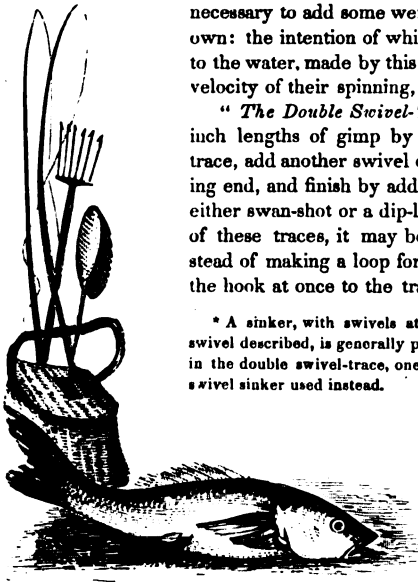 necessary to add some we
own: the intention of whi
to the water, made by this
velocity of their spinning,
“ The Double Swivel-
inch lengths of gimp by
trace, add another swivel
ing end, and finish by add
either swan-shot or a dip-l
of these traces, it may b
stead of making a loop for
the hook at once to the tr
* A sinker, with swivels at
swivel described, is generally p
in the double swivel-trace, one
swivel sinker used instead.